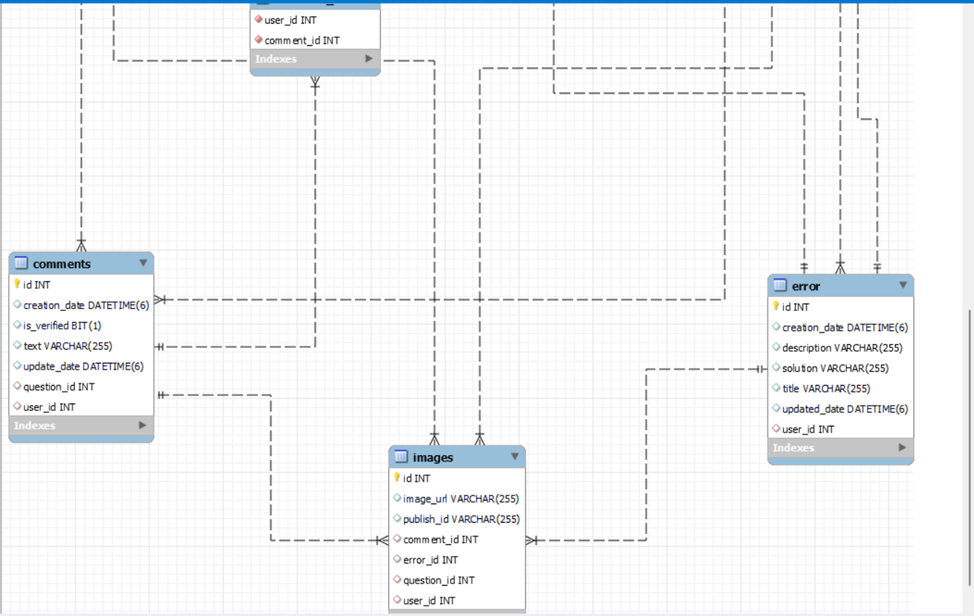 user_id INT
comment_id INT
Indexes
comments
id INT
creation_date DATETIME(6)
is_verified BIT(1)
text VARCHAR(255)
update_date DATETIME(6)
question_id INT
user_id INT
Indexes
error
id INT
creation_date DATETIME(6)
description VARCHAR(255)
solution VARCHAR(255)
title VARCHAR(255)
updated_date DATETIME(6)
user_id INT
Indexes
images
id INT
image_url VARCHAR(255)
publish_id VARCHAR(255)
comment_id INT
error_id INT
question_id INT
user_id INT